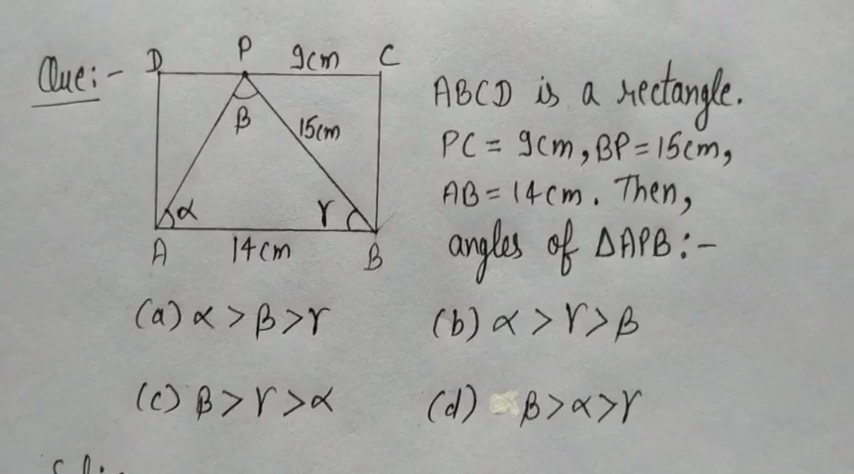 Que:-
D P 9cm C
β 15cm
α γ
A 14cm B
ABCD is a rectangle.
PC = 9cm, BP = 15cm,
AB = 14cm. Then,
angles of ΔAPB :-
(a) α > β > γ (b) α > γ > β
(c) β > γ > α (d) β > α > γ